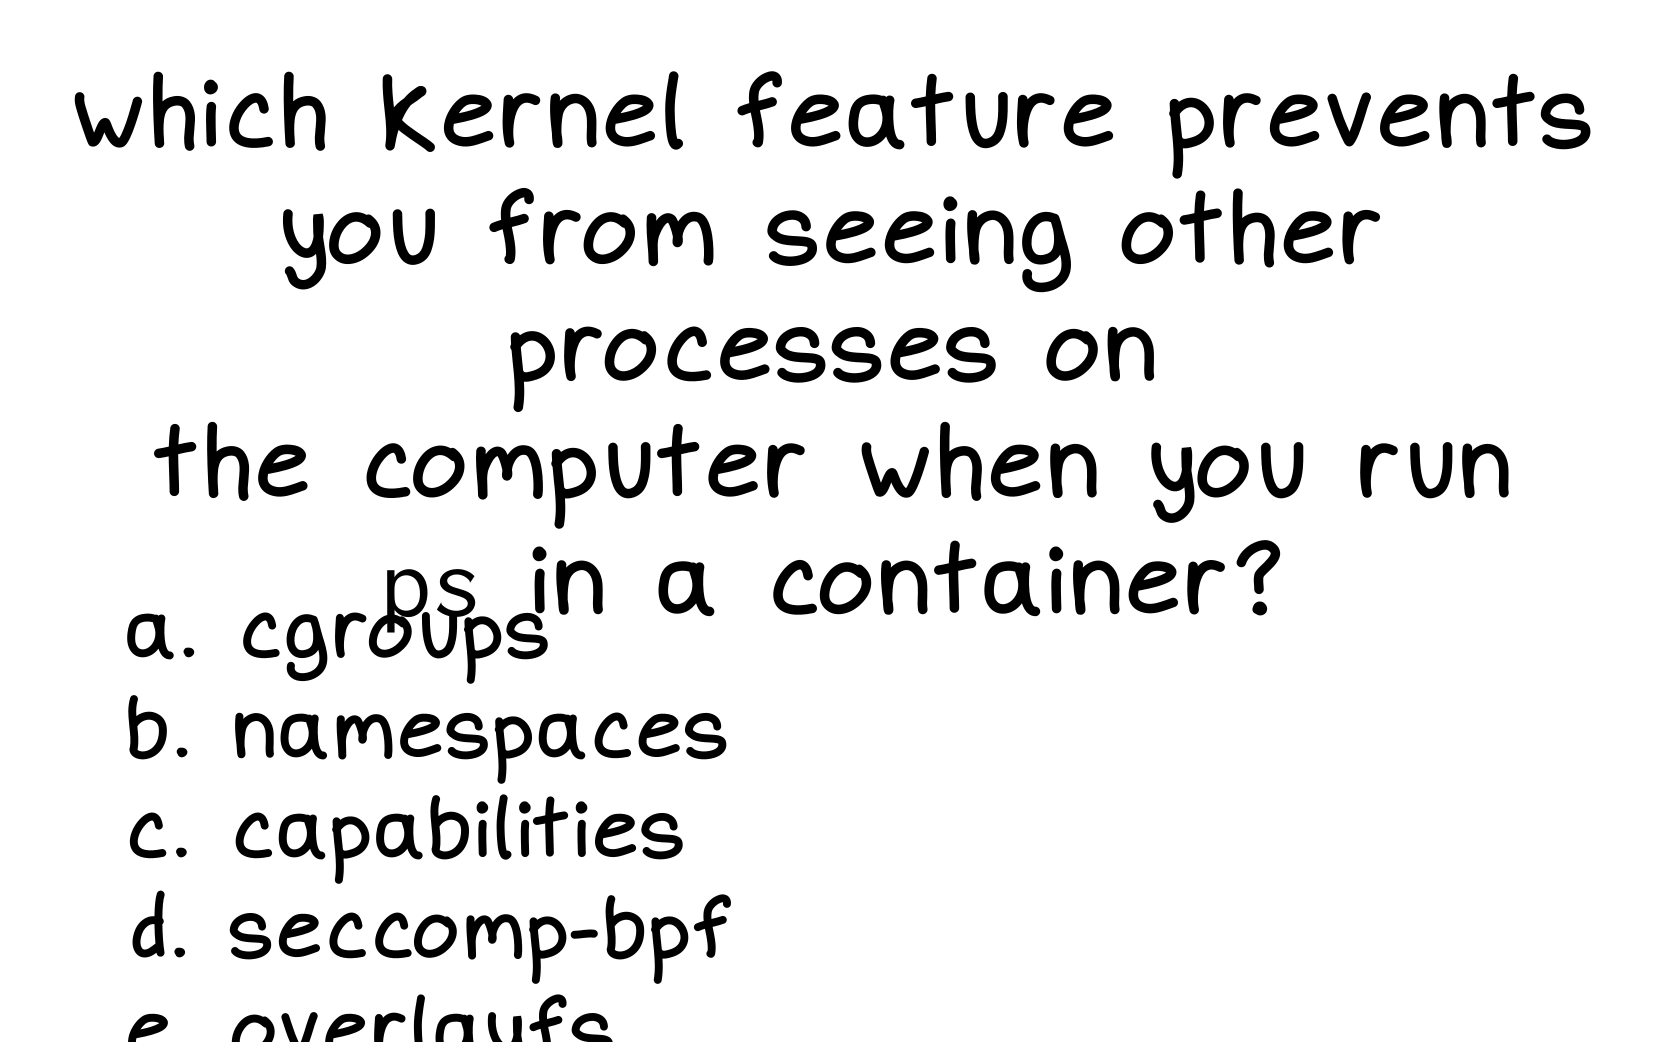 which kernel feature prevents
you from seeing other
processes on
the computer when you run
ps in a container?
a. cgroups
b. namespaces
c. capabilities
d. seccomp-bpf
e. overlayfs